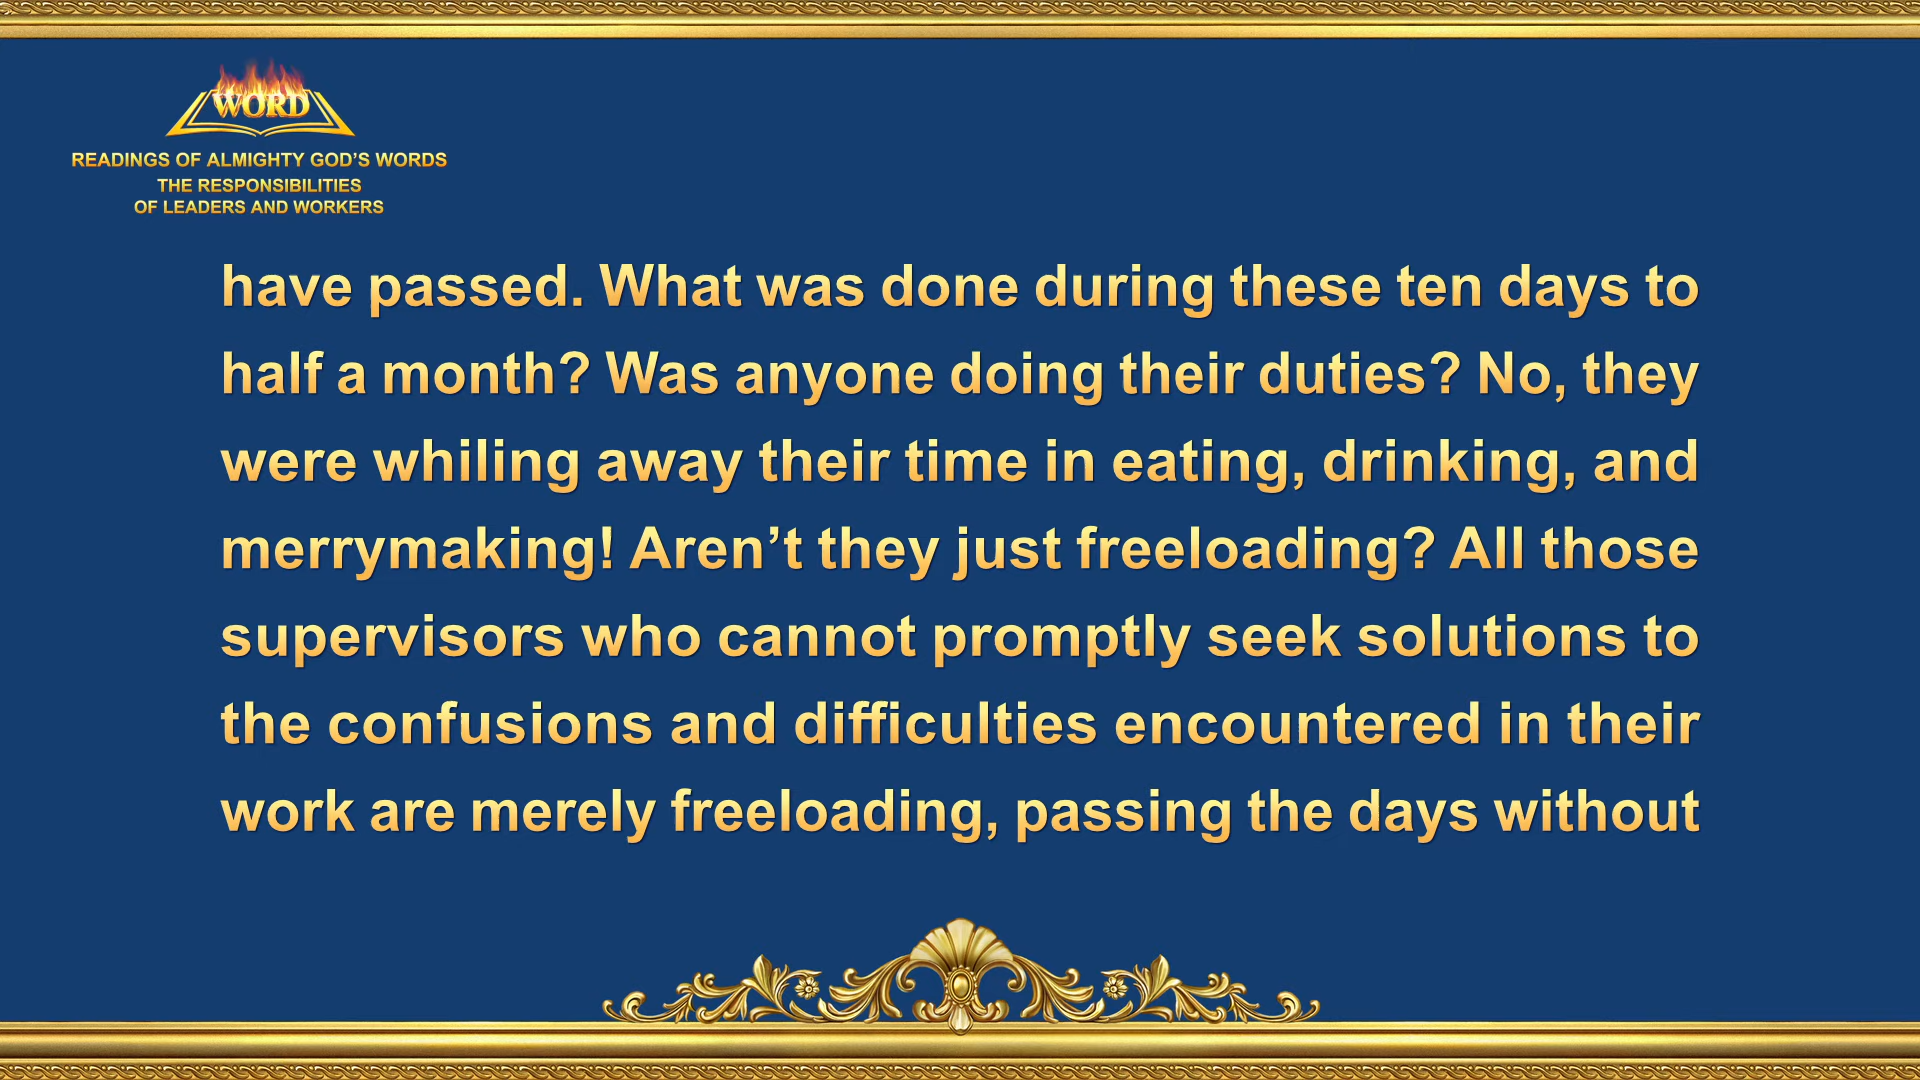 WORD
READINGS OF ALMIGHTY GOD’S WORDS
THE RESPONSIBILITIES
OF LEADERS AND WORKERS
have passed. What was done during these ten days to
half a month? Was anyone doing their duties? No, they
were whiling away their time in eating, drinking, and
merrymaking! Aren’t they just freeloading? All those
supervisors who cannot promptly seek solutions to
the confusions and difficulties encountered in their
work are merely freeloading, passing the days without